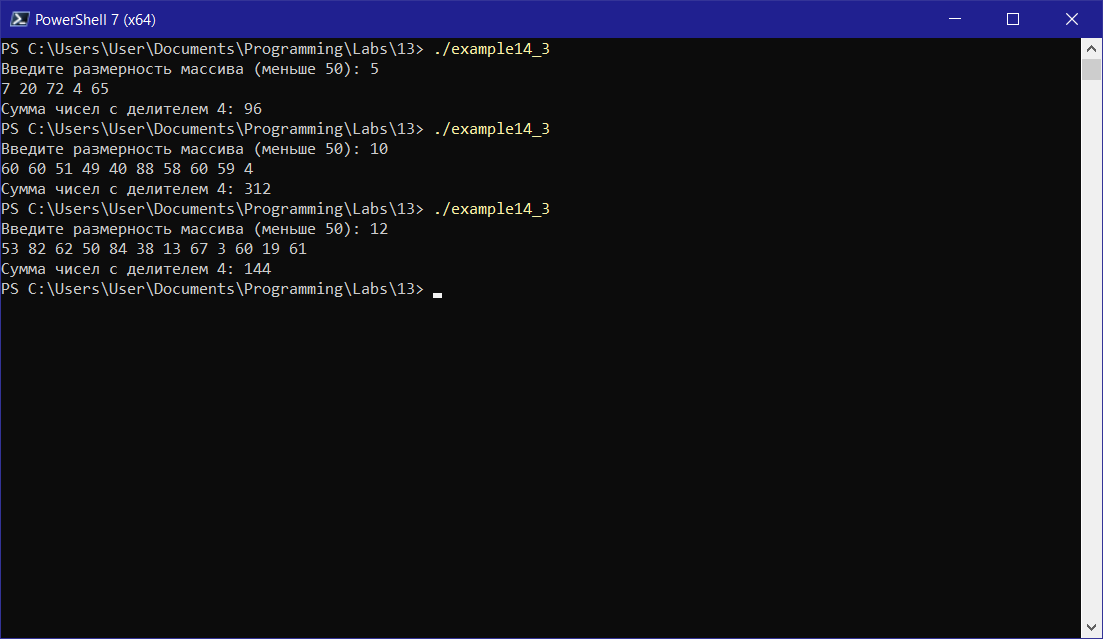 PowerShell 7 (x64)
PS C:\Users\User\Documents\Programming\Labs\13> ./example14_3
Введите размерность массива (меньше 50): 5
7 20 72 4 65
Сумма чисел с делителем 4: 96
PS C:\Users\User\Documents\Programming\Labs\13> ./example14_3
Введите размерность массива (меньше 50): 10
60 60 51 49 40 88 58 60 59 4
Сумма чисел с делителем 4: 312
PS C:\Users\User\Documents\Programming\Labs\13> ./example14_3
Введите размерность массива (меньше 50): 12
53 82 62 50 84 38 13 67 3 60 19 61
Сумма чисел с делителем 4: 144
PS C:\Users\User\Documents\Programming\Labs\13>